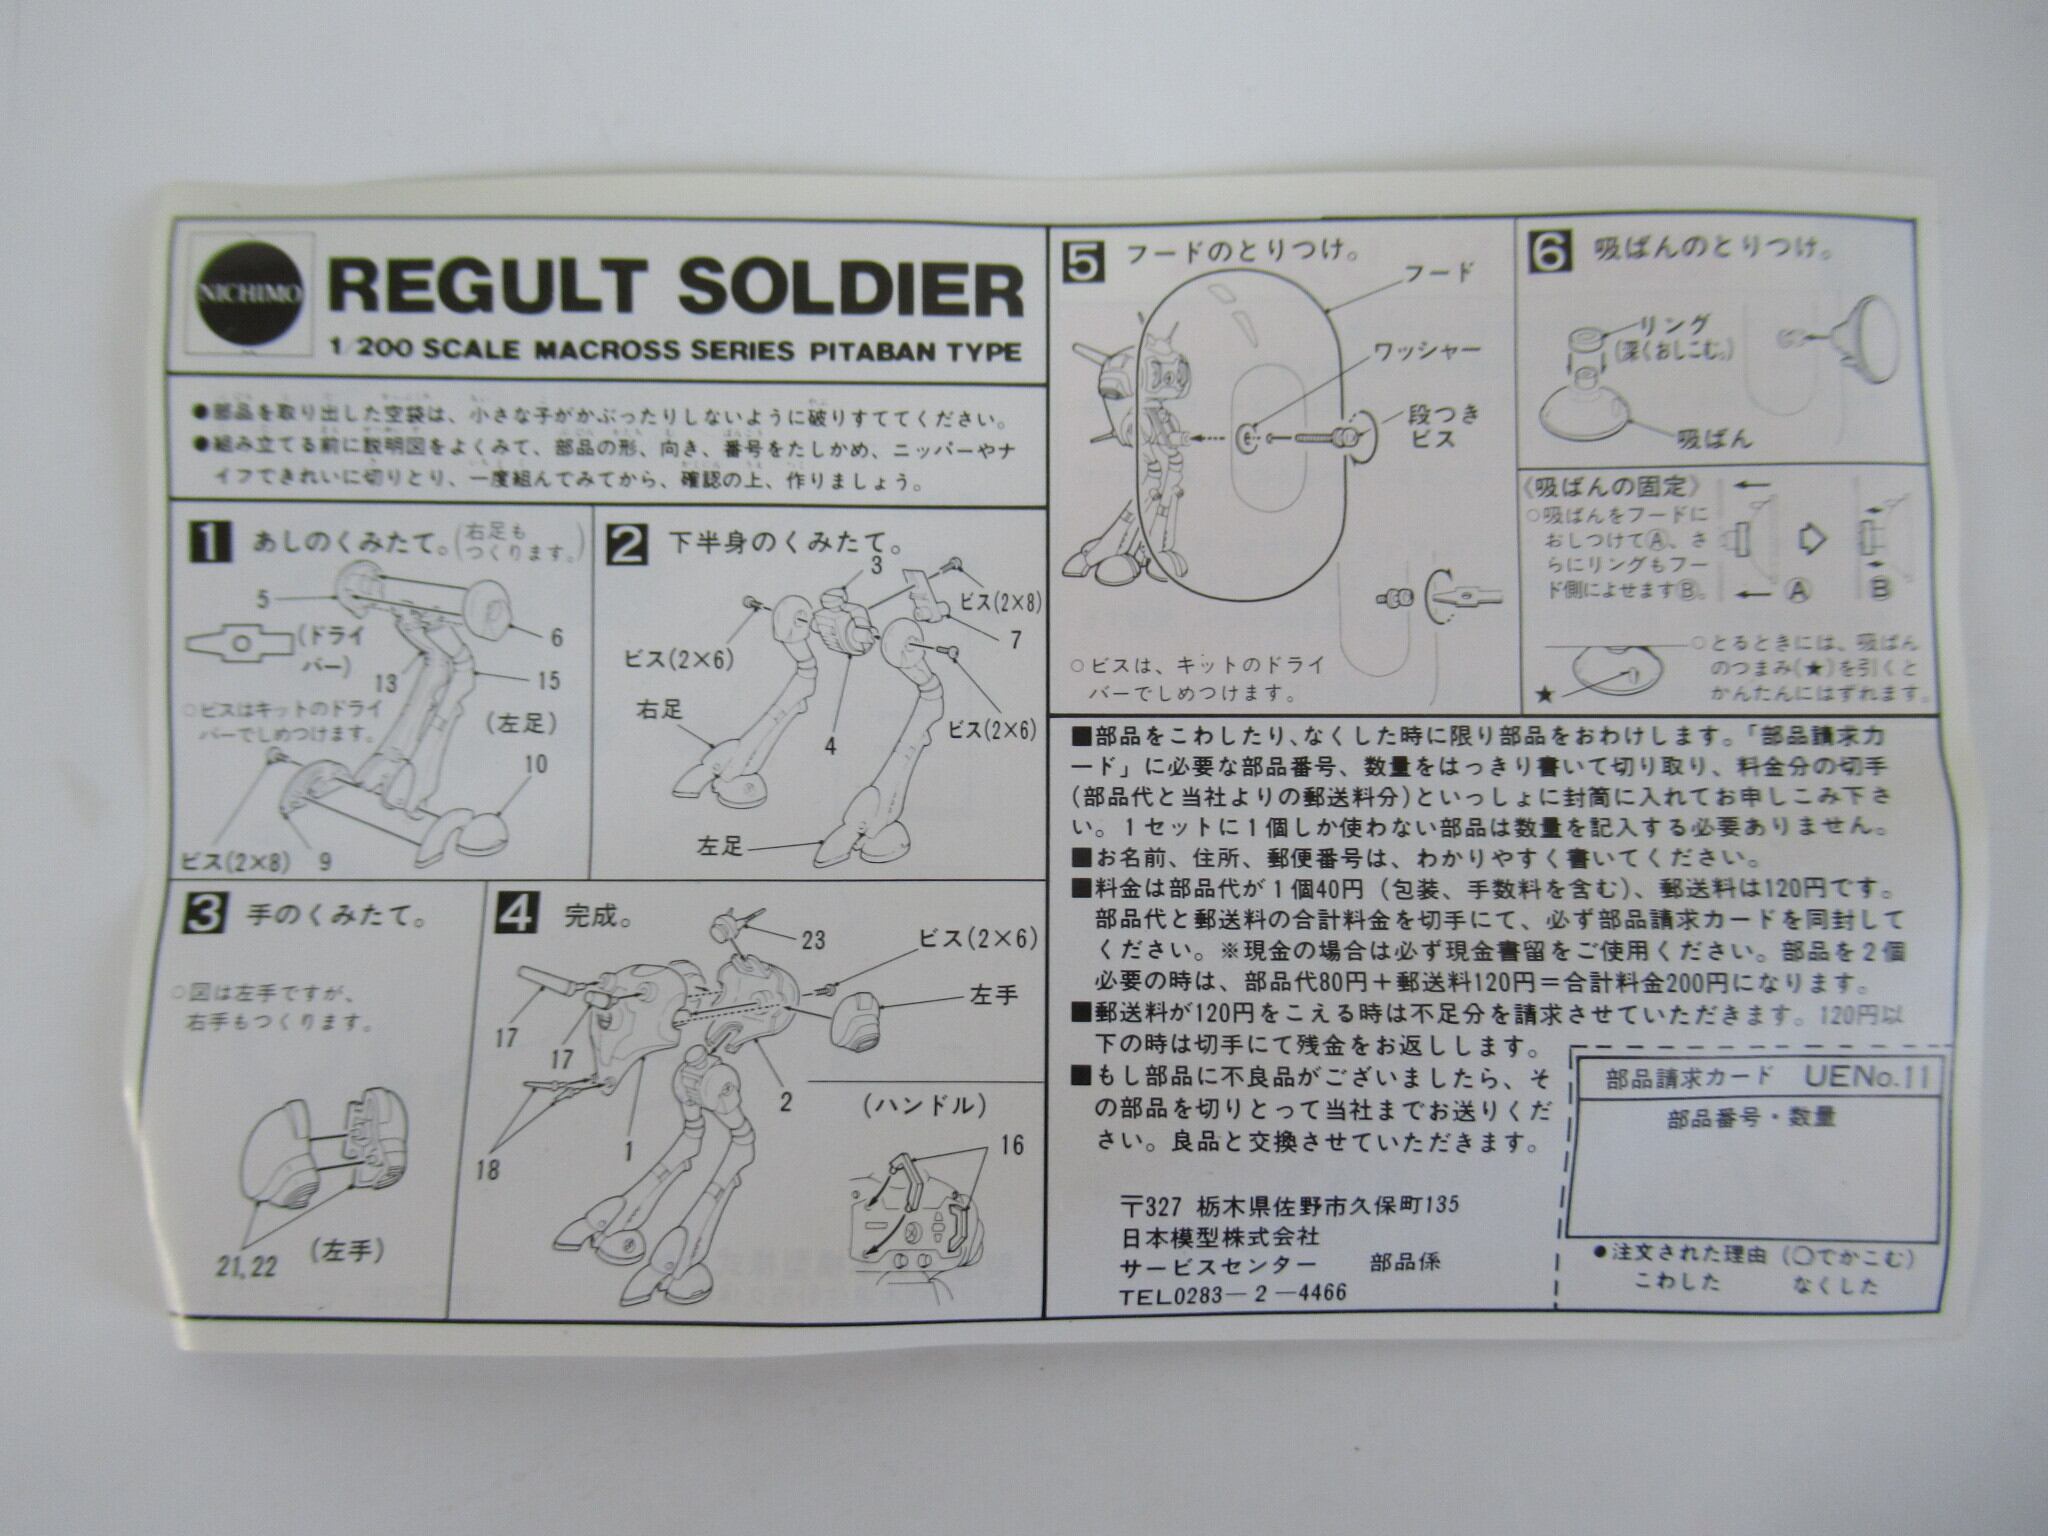 NICHIMO
REGULT SOLDIER
1/200 SCALE MACROSS SERIES PITABAN TYPE
●部品を取り出した空袋は、小さな子がかぶったりしないように破りすててください。
●組み立てる前に説明図をよくみて、部品の形、向き、番号をたしかめ、ニッパーやナ
イフできれいに切りとり、一度組んでみてから、確認の上、作りましょう。
1 あしのくみたて。(右足も
つくります。)
5
6
(ドライ
バー)
13
15
○ビスはキットのドライ
バーでしめつけます。
(左足)
10
ビス(2×8)
9
2 下半身のくみたて。
3
ビス(2×8)
7
ビス(2×6)
右足
4
ビス(2×6)
左足
3 手のくみたて。
○図は左手ですが、
右手もつくります。
21,22
(左手)
4 完成。
23
ビス(2×6)
左手
17
17
18
1
2
(ハンドル)
16
5 フードのとりつけ。
フード
ワッシャー
段つき
ビス
○ビスは、キットのドライ
バーでしめつけます。
6 吸ばんのとりつけ。
リング
(深くおしこむ。)
吸ばん
《吸ばんの固定》
○吸ばんをフードに
おしつけてⒶ、さ
らにリングもフー
ド側によせますⒷ。
Ⓐ
Ⓑ
○とるときには、吸ばん
のつまみ(★)を引くと
かんたんにはずれます。
★
■部品をこわしたり、なくした時に限り部品をおわけします。「部品請求カ
ード」に必要な部品番号、数量をはっきり書いて切り取り、料金分の切手
(部品代と当社よりの郵送料分)といっしょに封筒に入れてお申しこみ下さ
い。1セットに1個しか使わない部品は数量を記入する必要ありません。
■お名前、住所、郵便番号は、わかりやすく書いてください。
■料金は部品代が1個40円(包装、手数料を含む)、郵送料は120円です。
部品代と郵送料の合計料金を切手にて、必ず部品請求カードを同封して
ください。※現金の場合は必ず現金書留をご使用ください。部品を2個
必要の時は、部品代80円＋郵送料120円＝合計料金200円になります。
■郵送料が120円をこえる時は不足分を請求させていただきます。120円以
下の時は切手にて残金をお返しします。
■もし部品に不良品がございましたら、そ
の部品を切りとって当社までお送りくだ
さい。良品と交換させていただきます。
〒327 栃木県佐野市久保町135
日本模型株式会社
サービスセンター 部品係
TEL0283－2－4466
部品請求カード UENo.11
部品番号・数量
●注文された理由(○でかこむ)
こわした なくした